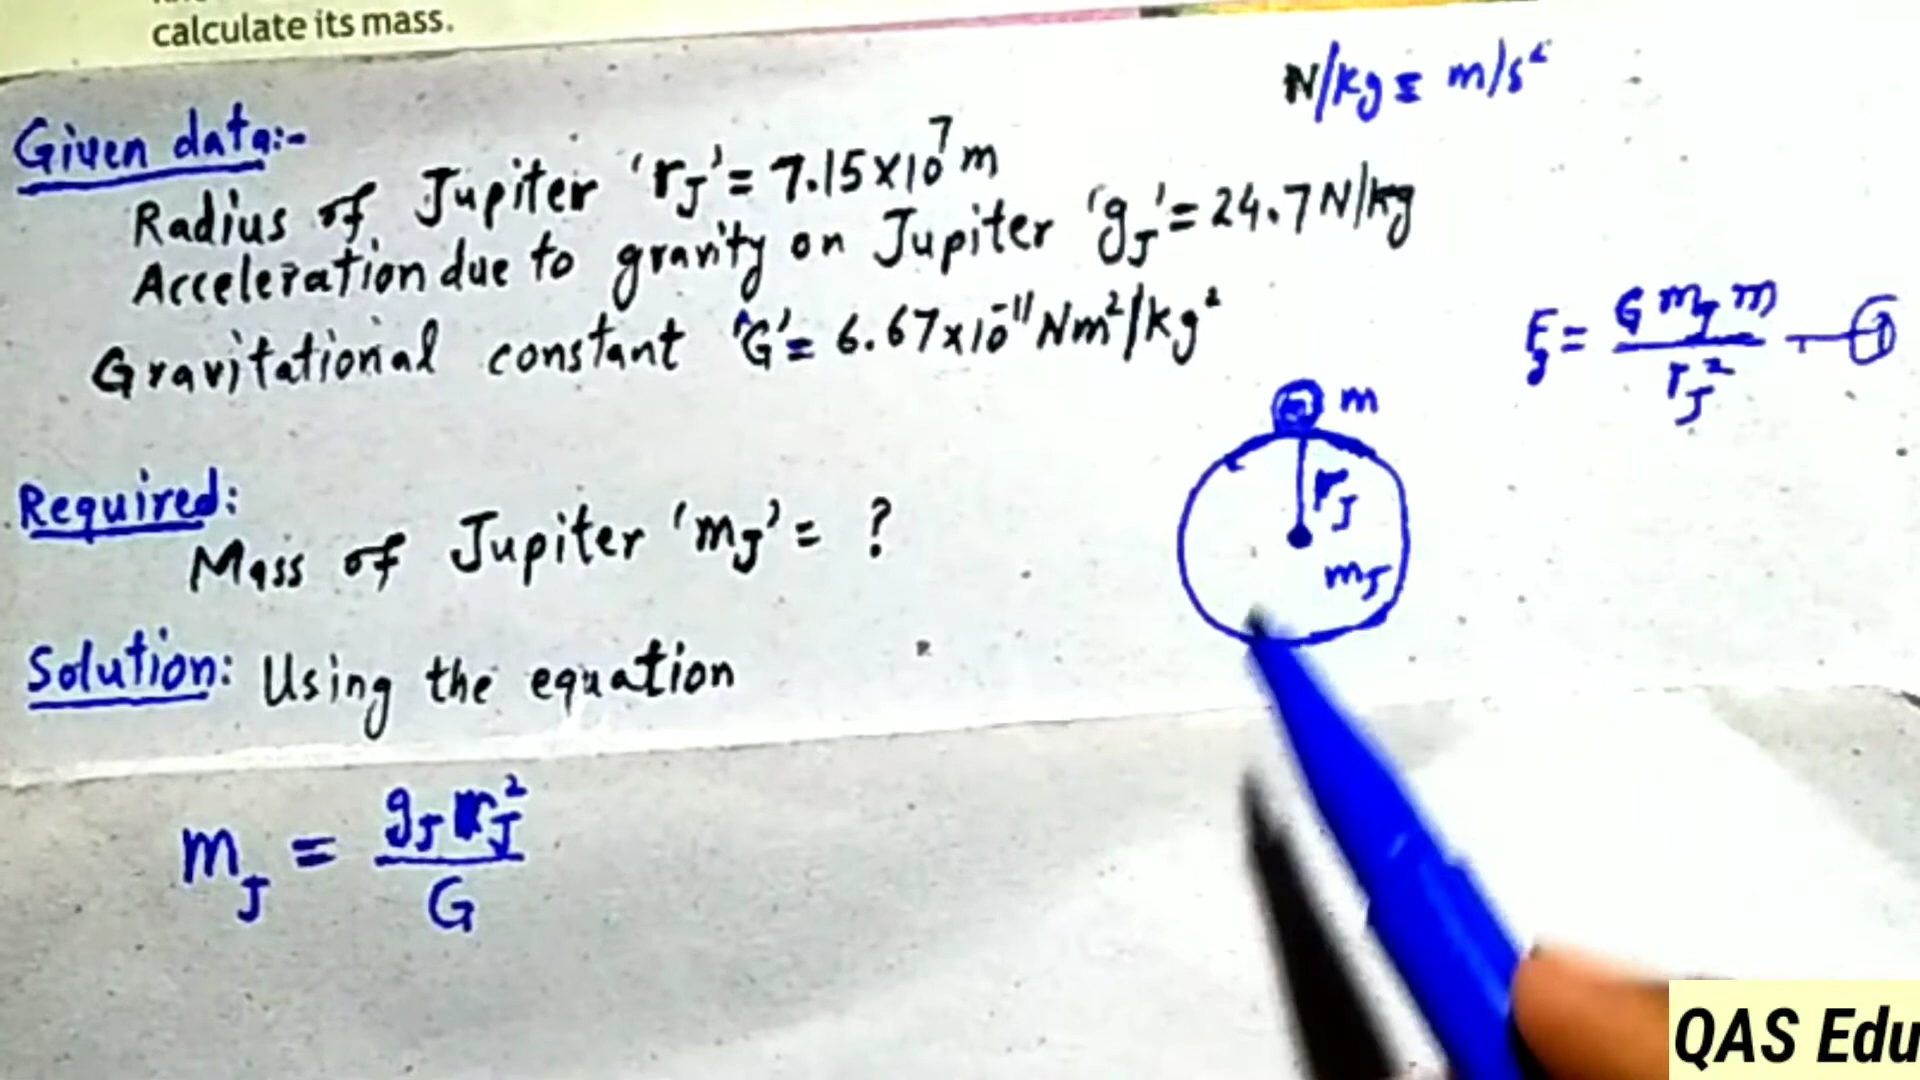 calculate its mass.
N/kg = m/s²
Given data:-
Radius of Jupiter 'rJ' = 7.15×10⁷ m
Acceleration due to gravity on Jupiter 'gJ' = 24.7 N/kg
Gravitational constant 'G' = 6.67×10⁻¹¹ Nm²/kg²
Fg = G mJ m / rJ² — ①
m
rJ
mJ
Required:
Mass of Jupiter 'mJ' = ?
Solution: Using the equation
mJ = gJ rJ² / G
QAS Edu